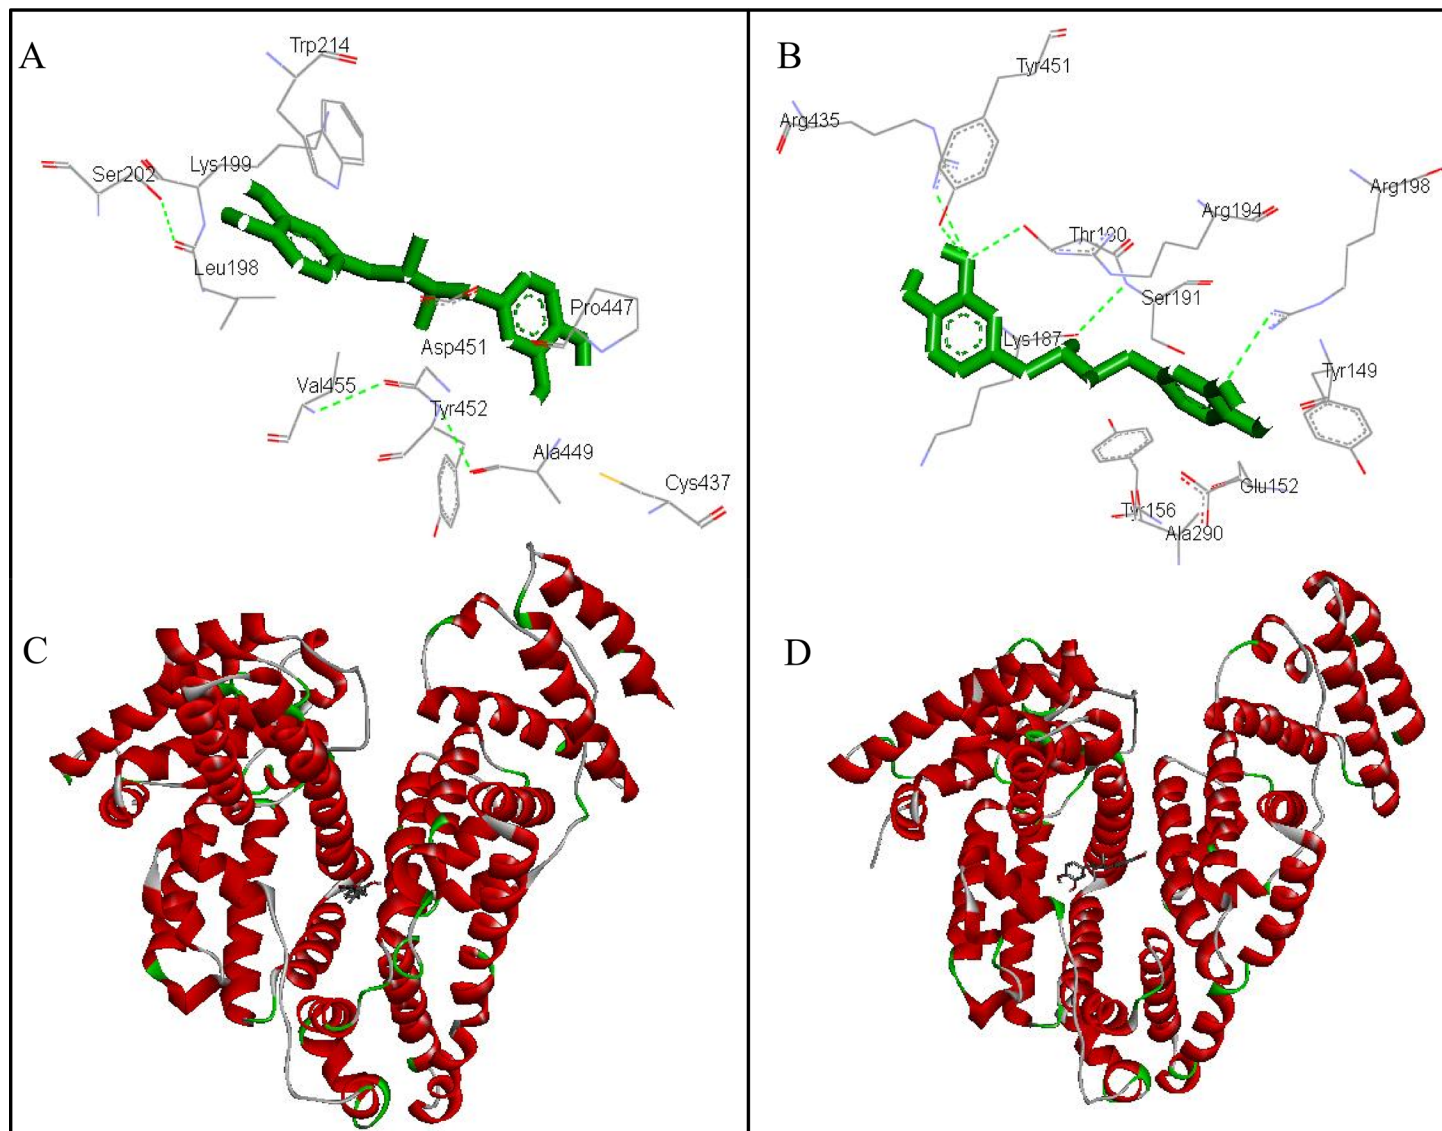 A
Trp214
Ser202
Lys199
Leu198
Pro447
Asp451
Val455
Tyr452
Ala449
Cys437
B
Tyr451
Arg435
Arg198
Arg194
Thr190
Ser191
Lys187
Tyr149
Glu152
Tyr156
Ala290
C
D